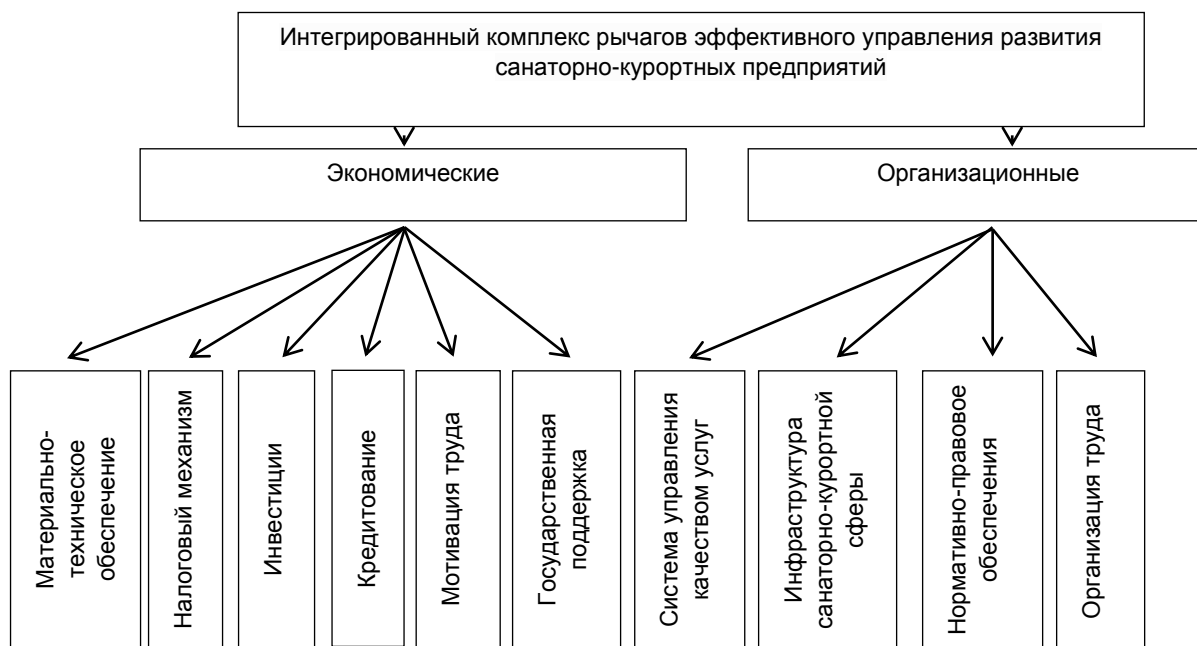 Интегрированный комплекс рычагов эффективного управления развития
санаторно-курортных предприятий
Экономические
Организационные
Материально-
техническое
обеспечение
Налоговый механизм
Инвестиции
Кредитование
Мотивация труда
Государственная
поддержка
Система управления
качеством услуг
Инфраструктура
санаторно-курортной
сферы
Нормативно-правовое
обеспечения
Организация труда